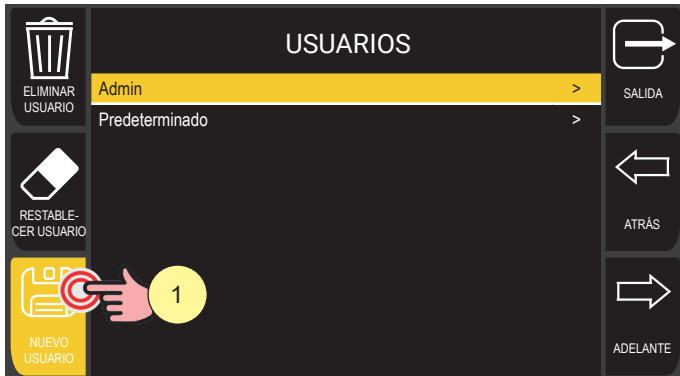 USUARIOS
ELIMINAR
USUARIO
Admin >
SALIDA
Predeterminado >
RESTABLE-
CER USUARIO
ATRÁS
1
NUEVO
USUARIO
ADELANTE